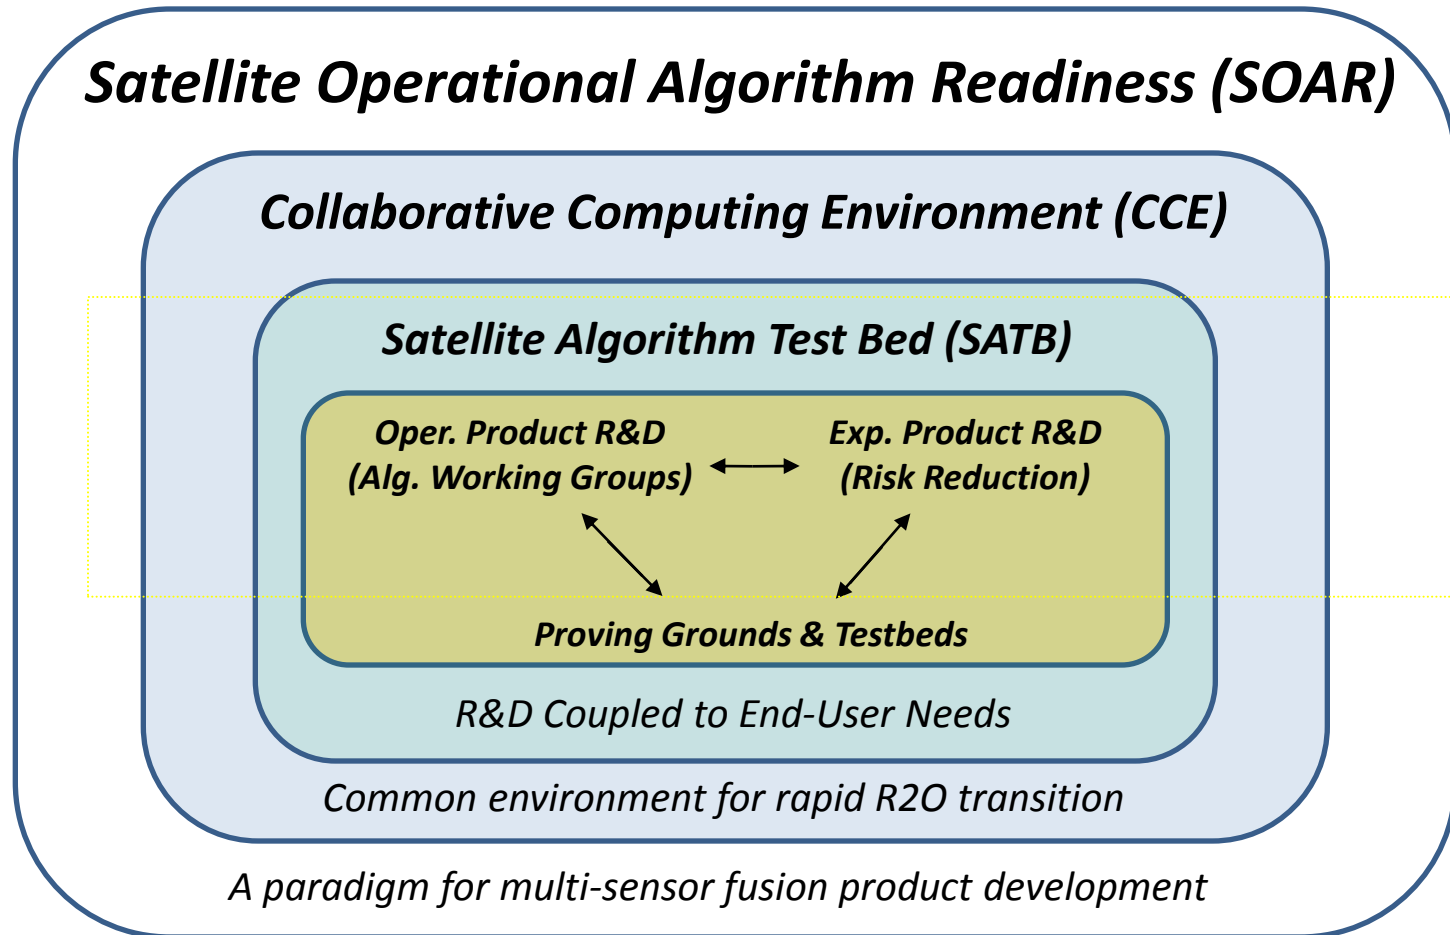 Satellite Operational Algorithm Readiness (SOAR)
Collaborative Computing Environment (CCE)
Satellite Algorithm Test Bed (SATB)
Oper. Product R&D
(Alg. Working Groups)
Exp. Product R&D
(Risk Reduction)
Proving Grounds & Testbeds
R&D Coupled to End-User Needs
Common environment for rapid R2O transition
A paradigm for multi-sensor fusion product development